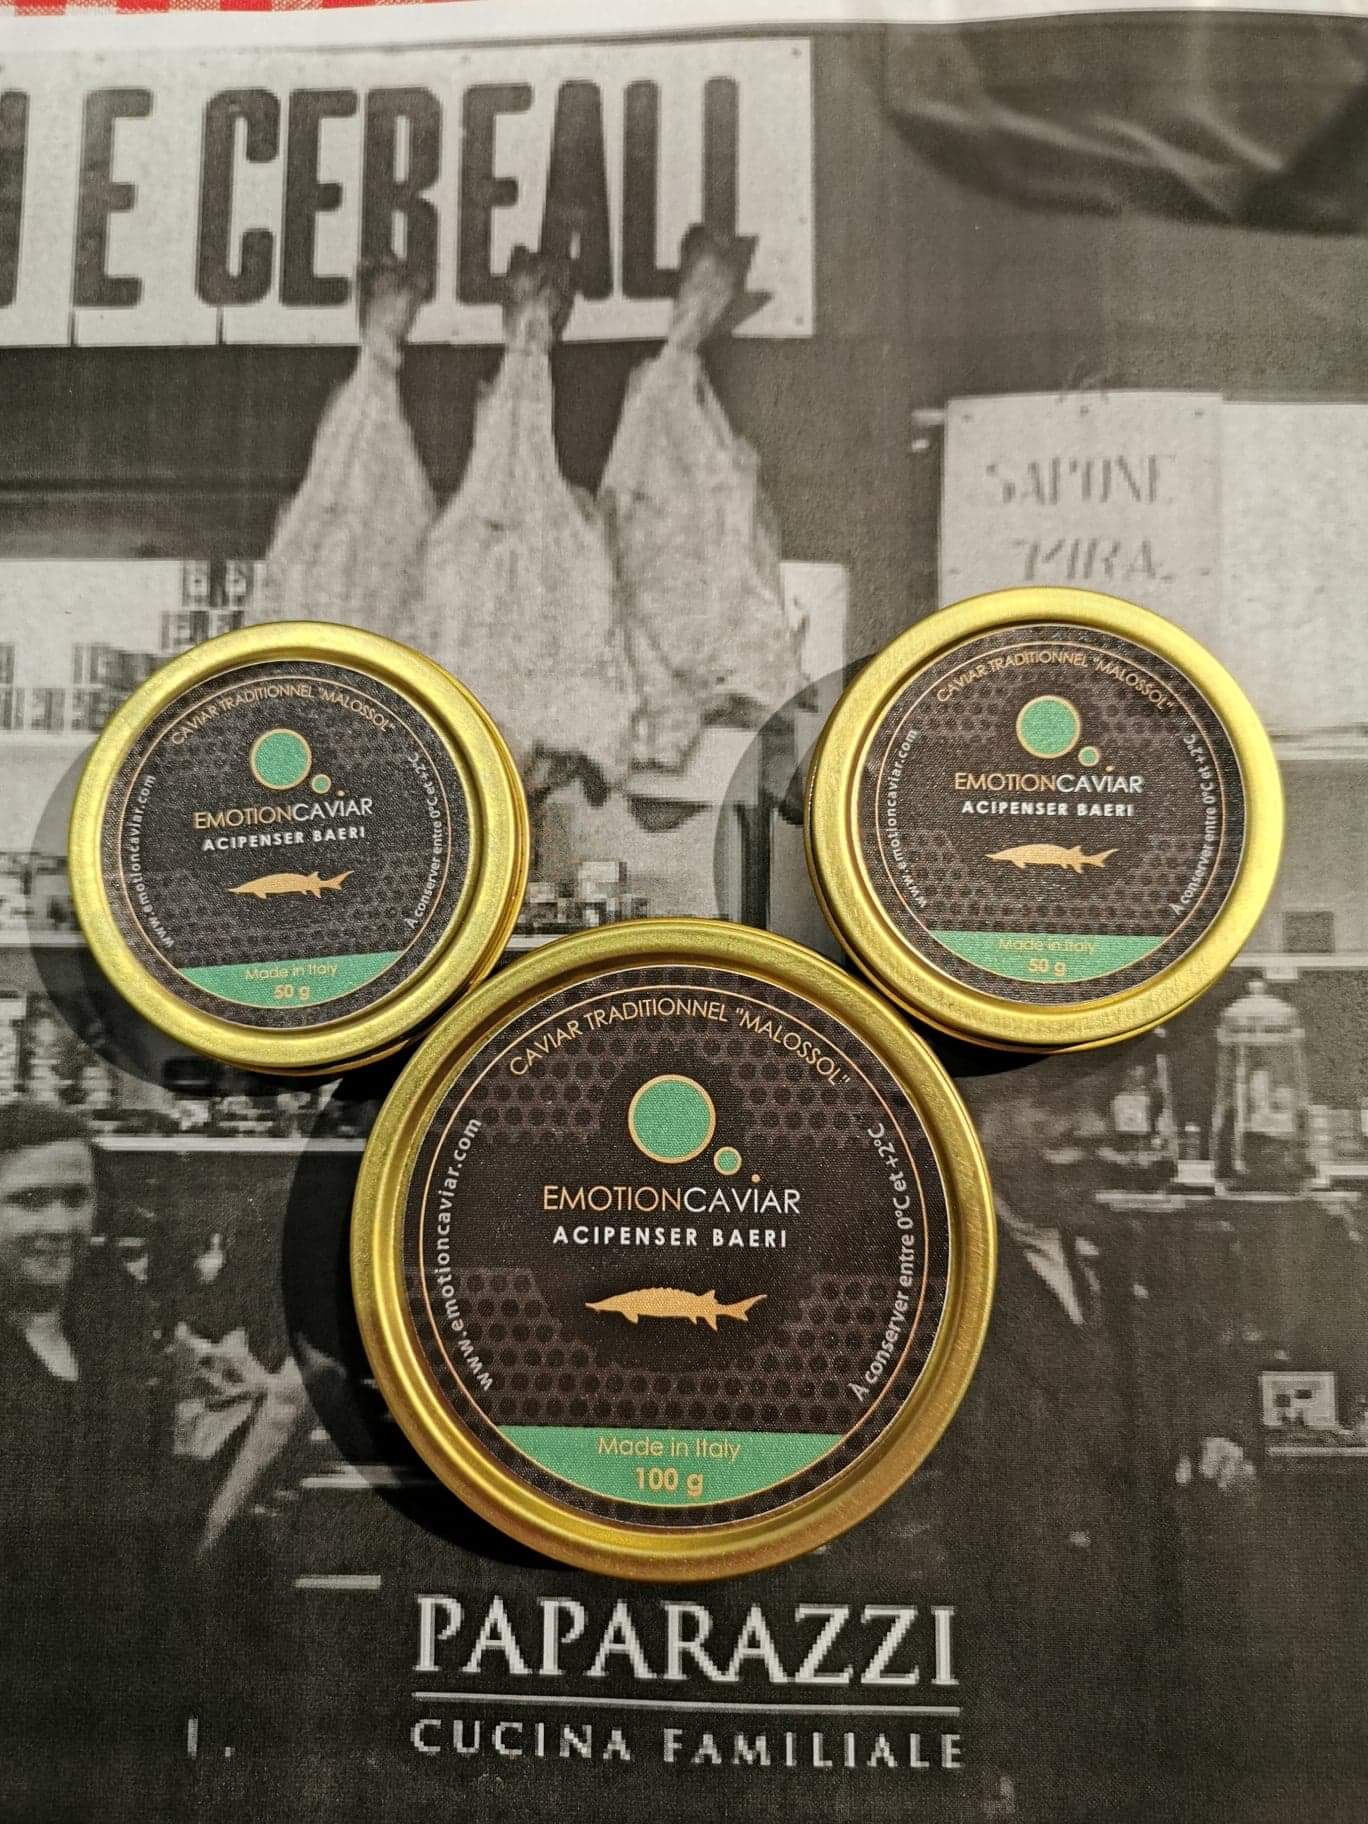 E CEREALI
SAPONE
MIRA
CAVIAR TRADITIONNEL "MALOSSOL"
www.emotioncaviar.com
À conserver entre 0°C et +2°C
EMOTIONCAVIAR
ACIPENSER BAERI
Made in Italy
50 g
CAVIAR TRADITIONNEL "MALOSSOL"
www.emotioncaviar.com
À conserver entre 0°C et +2°C
EMOTIONCAVIAR
ACIPENSER BAERI
Made in Italy
50 g
CAVIAR TRADITIONNEL "MALOSSOL"
www.emotioncaviar.com
À conserver entre 0°C et +2°C
EMOTIONCAVIAR
ACIPENSER BAERI
Made in Italy
100 g
PAPARAZZI
CUCINA FAMILIALE